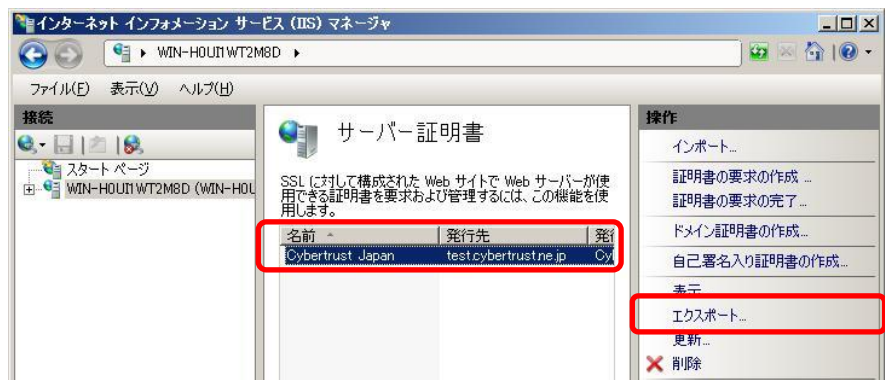 インターネット インフォメーション サービス (IIS) マネージャ
WIN-H0UI1WT2M8D
ファイル(F) 表示(V) ヘルプ(H)
接続
スタート ページ
WIN-H0UI1WT2M8D (WIN-H0U
サーバー証明書
SSL に対して構成された Web サイトで Web サーバーが使
用できる証明書を要求および管理するには、この機能を使
用します。
名前 発行先 発行
Cybertrust Japan test.cybertrust.ne.jp Cyb
操作
インポート...
証明書の要求の作成 ...
証明書の要求の完了...
ドメイン証明書の作成...
自己署名入り証明書の作成...
表示...
エクスポート...
更新...
削除